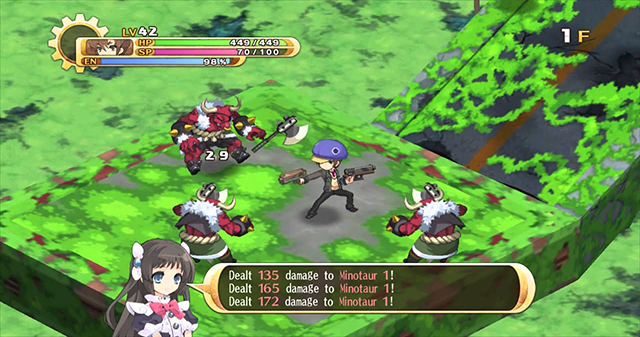 LV42
HP 449/449
SP 70/100
EN 98%
1F
29
Dealt 135 damage to Minotaur 1!
Dealt 165 damage to Minotaur 1!
Dealt 172 damage to Minotaur 1!